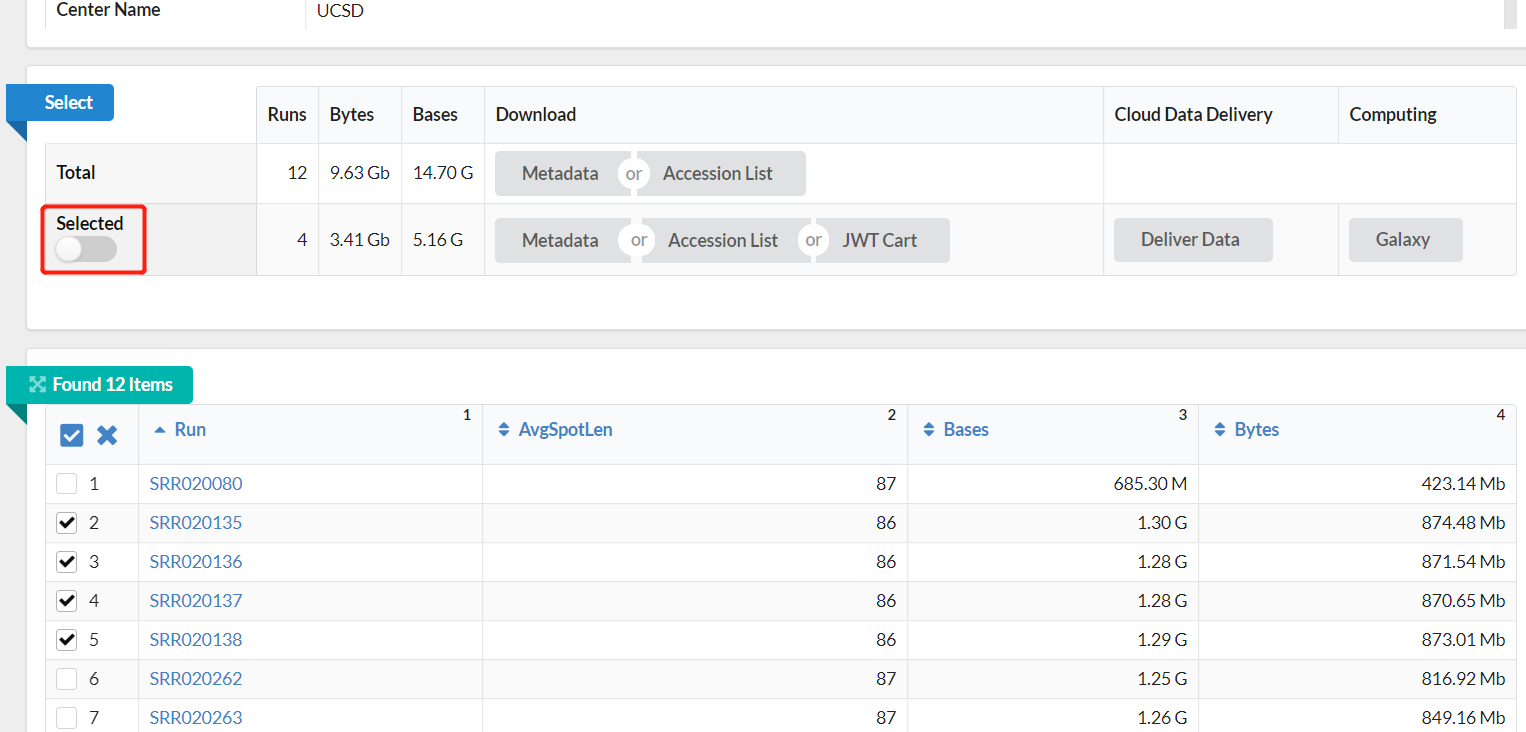 Center Name UCSD
Select Runs Bytes Bases Download Cloud Data Delivery Computing
Total 12 9.63 Gb 14.70 G Metadata or Accession List
Selected 4 3.41 Gb 5.16 G Metadata or Accession List or JWT Cart Deliver Data Galaxy
Found 12 Items
Run 1 AvgSpotLen 2 Bases 3 Bytes 4
1 SRR020080 87 685.30 M 423.14 Mb
2 SRR020135 86 1.30 G 874.48 Mb
3 SRR020136 86 1.28 G 871.54 Mb
4 SRR020137 86 1.28 G 870.65 Mb
5 SRR020138 86 1.29 G 873.01 Mb
6 SRR020262 87 1.25 G 816.92 Mb
7 SRR020263 87 1.26 G 849.16 Mb